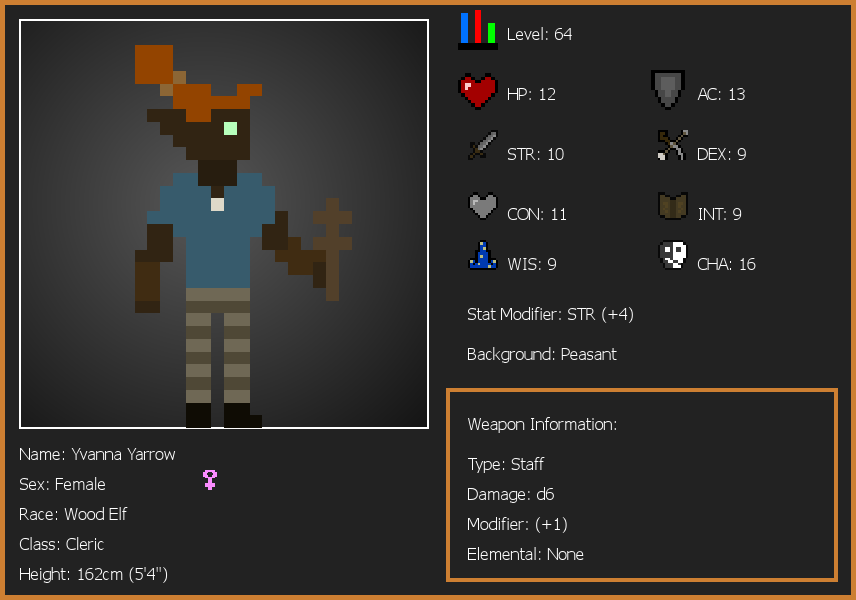 Level: 64
HP: 12
AC: 13
STR: 10
DEX: 9
CON: 11
INT: 9
WIS: 9
CHA: 16
Stat Modifier: STR (+4)
Background: Peasant
Weapon Information:
Type: Staff
Damage: d6
Modifier: (+1)
Elemental: None
Name: Yvanna Yarrow
Sex: Female
Race: Wood Elf
Class: Cleric
Height: 162cm (5'4")